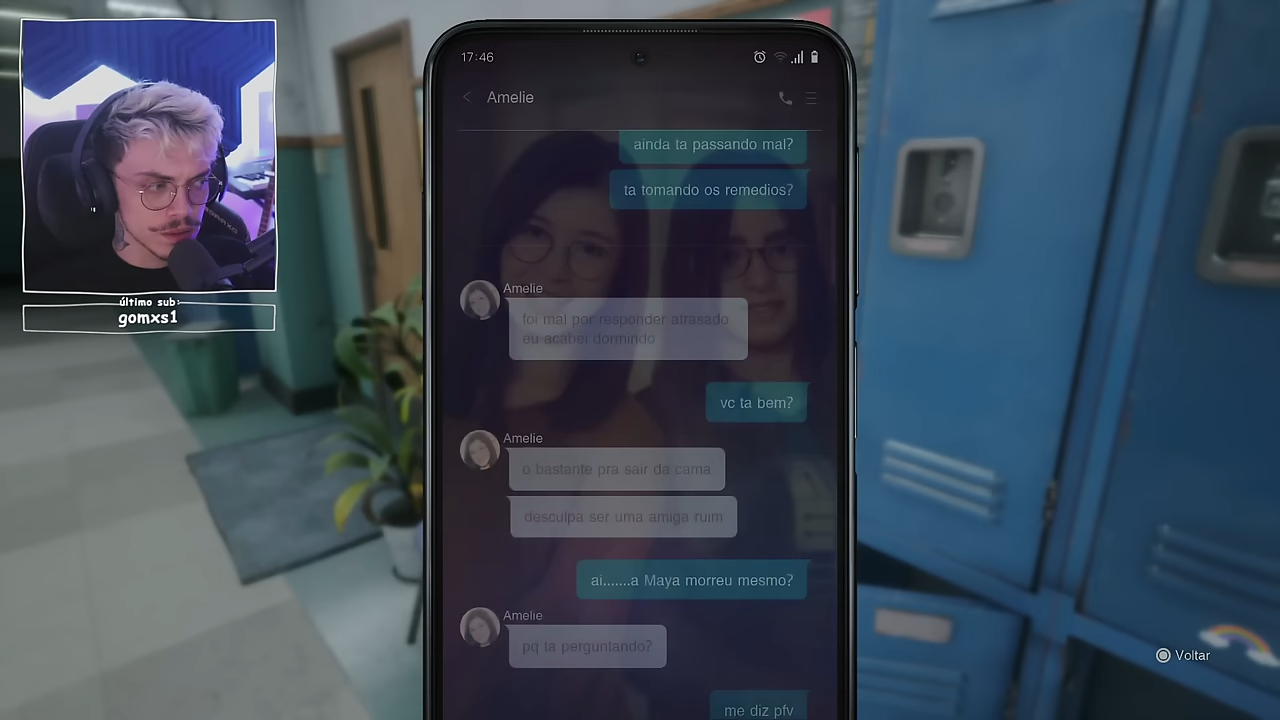 17:46
Amelie
ainda ta passando mal?
ta tomando os remedios?
Amelie
foi mal por responder atrasado
eu acabei dormindo
vc ta bem?
Amelie
o bastante pra sair da cama
desculpa ser uma amiga ruim
ai.......a Maya morreu mesmo?
Amelie
pq ta perguntando?
me diz pfv
último sub:
gomxs1
Voltar